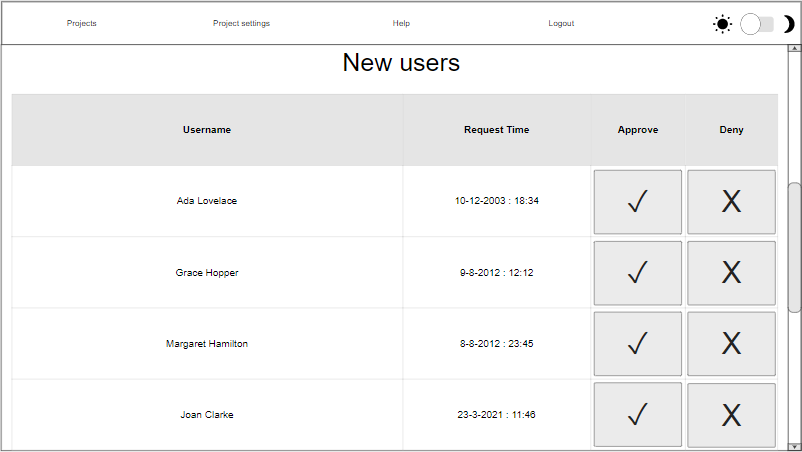 Projects Project settings Help Logout
New users
Username Request Time Approve Deny
Ada Lovelace 10-12-2003 : 18:34 ✓ X
Grace Hopper 9-8-2012 : 12:12 ✓ X
Margaret Hamilton 8-8-2012 : 23:45 ✓ X
Joan Clarke 23-3-2021 : 11:46 ✓ X